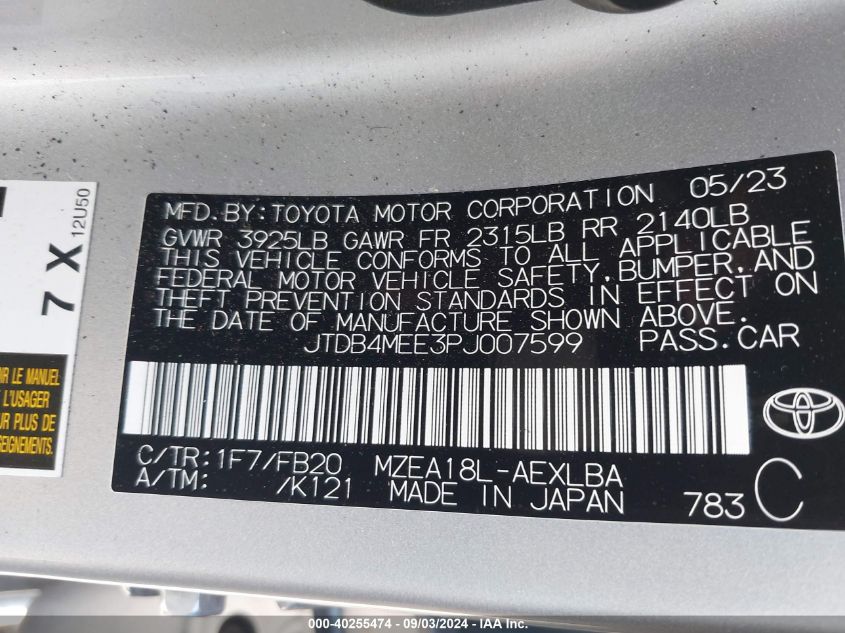 MFD. BY: TOYOTA MOTOR CORPORATION 05/23
GVWR 3925LB GAWR FR 2315LB RR 2140LB
THIS VEHICLE CONFORMS TO ALL APPLICABLE
FEDERAL MOTOR VEHICLE SAFETY, BUMPER, AND
THEFT PREVENTION STANDARDS IN EFFECT ON
THE DATE OF MANUFACTURE SHOWN ABOVE.
JTDB4MEE3PJ007599 PASS. CAR
C/TR: 1F7/FB20 MZEA18L-AEXLBA
A/TM: /K121 MADE IN JAPAN 783 C
7 X
12U50
IR LE MANUEL
L'USAGER
UR PLUS DE
SEIGNEMENTS.
000-40255474 - 09/03/2024 - IAA Inc.